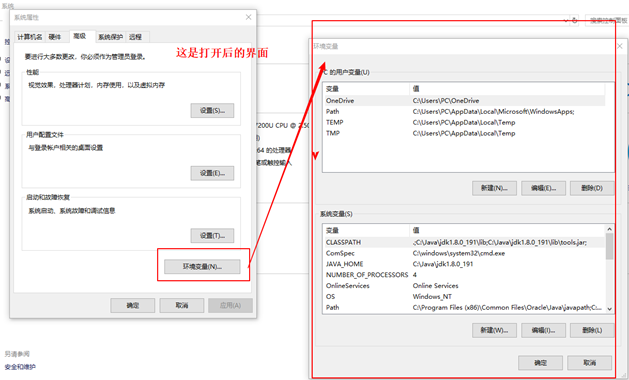 系统
系统属性
计算机名 硬件 高级 系统保护 远程
要进行大多数更改，你必须作为管理员登录。
性能
视觉效果，处理器计划，内存使用，以及虚拟内存
设置(S)...
用户配置文件
与登录帐户相关的桌面设置
设置(E)...
启动和故障恢复
系统启动、系统故障和调试信息
设置(T)...
环境变量(N)...
确定 取消 应用(A)
这是打开后的界面
7200U CPU @ 2.50
64 的处理器
笔或触控输入
另请参阅
安全和维护
搜索控制面板
环境变量
C 的用户变量(U)
变量 值
OneDrive C:\Users\PC\OneDrive
Path C:\Users\PC\AppData\Local\Microsoft\WindowsApps;
TEMP C:\Users\PC\AppData\Local\Temp
TMP C:\Users\PC\AppData\Local\Temp
新建(N)... 编辑(E)... 删除(D)
系统变量(S)
变量 值
CLASSPATH .;C:\Java\jdk1.8.0_191\lib;C:\Java\jdk1.8.0_191\lib\tools.jar;
ComSpec C:\windows\system32\cmd.exe
JAVA_HOME C:\Java\jdk1.8.0_191
NUMBER_OF_PROCESSORS 4
OnlineServices Online Services
OS Windows_NT
Path C:\Program Files (x86)\Common Files\Oracle\Java\javapath;C:...
新建(W)... 编辑(I)... 删除(L)
确定 取消